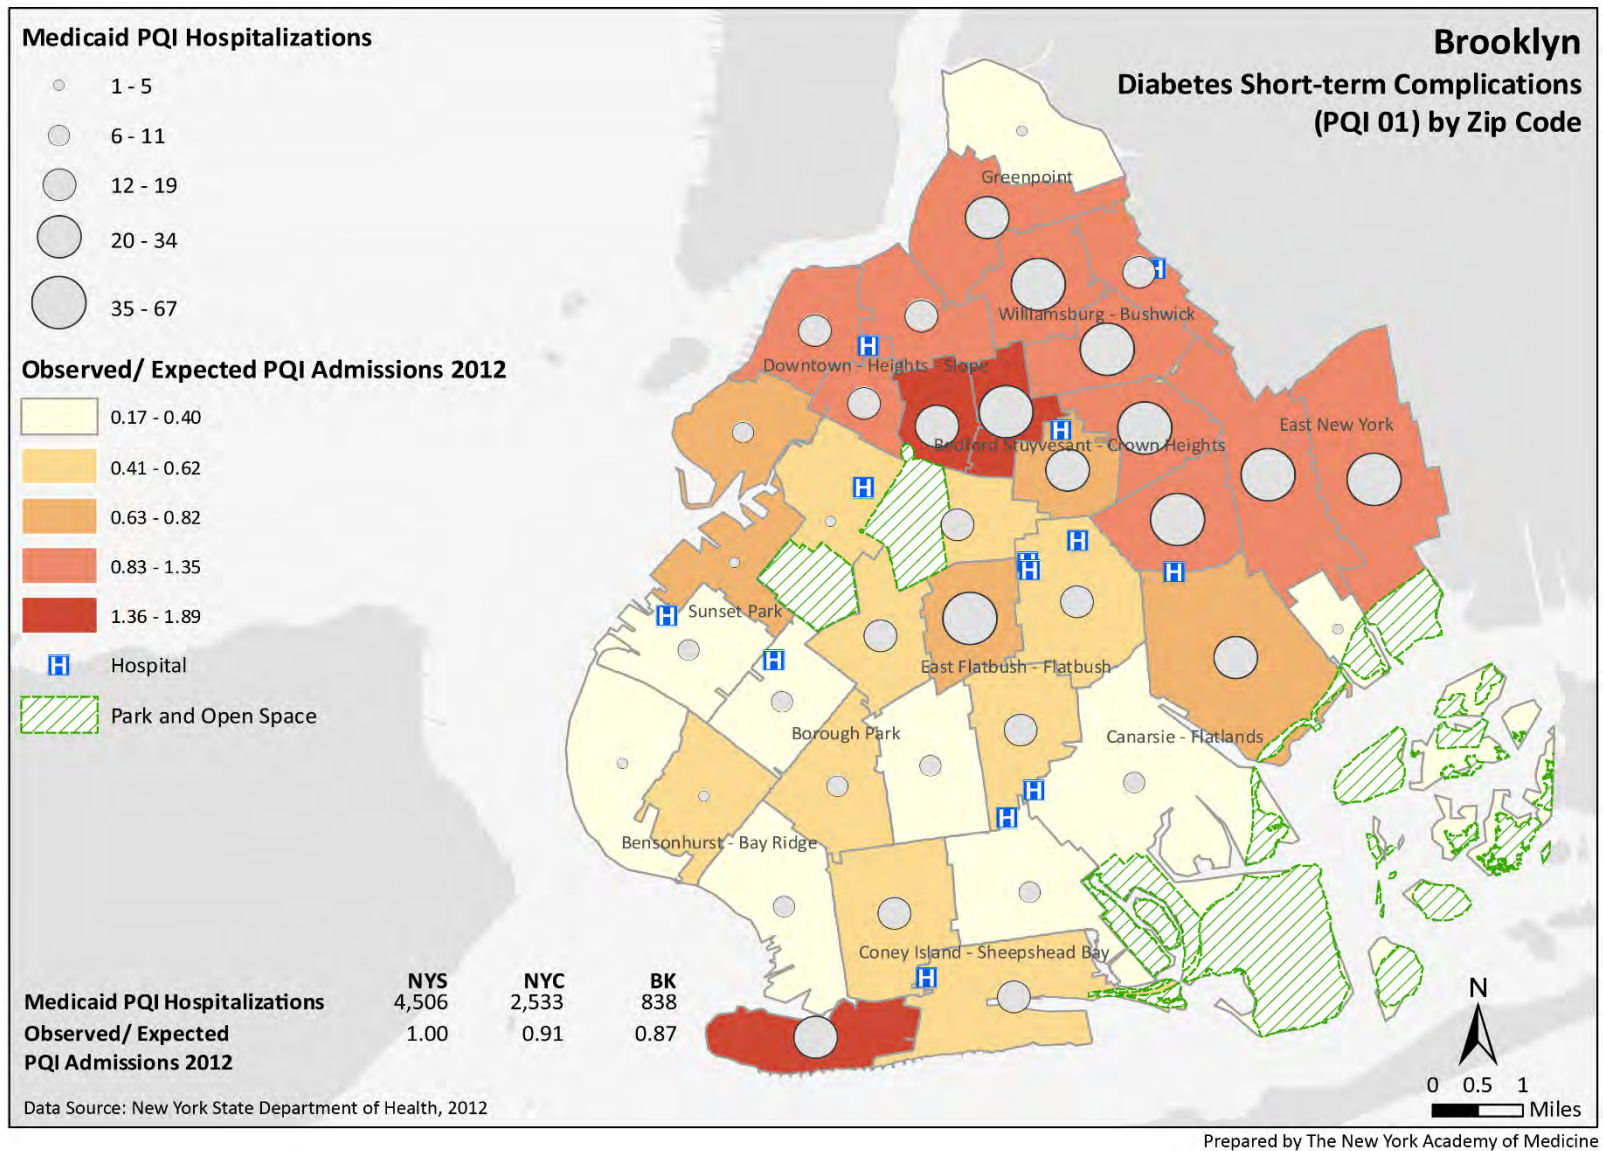 Brooklyn
Diabetes Short-term Complications
(PQI 01) by Zip Code
Medicaid PQI Hospitalizations
1 - 5
6 - 11
12 - 19
20 - 34
35 - 67
Observed/ Expected PQI Admissions 2012
0.17 - 0.40
0.41 - 0.62
0.63 - 0.82
0.83 - 1.35
1.36 - 1.89
H Hospital
Park and Open Space
Greenpoint
H
Williamsburg - Bushwick
H
Downtown - Heights - Slope
East New York
H
Bedford Stuyvesant - Crown Heights
H
H
H
H
H
Sunset Park
H
East Flatbush - Flatbush
Borough Park
Canarsie - Flatlands
H
H
Bensonhurst - Bay Ridge
Coney Island - Sheepshead Bay
H
NYS NYC BK
Medicaid PQI Hospitalizations 4,506 2,533 838
Observed/ Expected 1.00 0.91 0.87
PQI Admissions 2012
Data Source: New York State Department of Health, 2012
N
0 0.5 1
Miles
Prepared by The New York Academy of Medicine